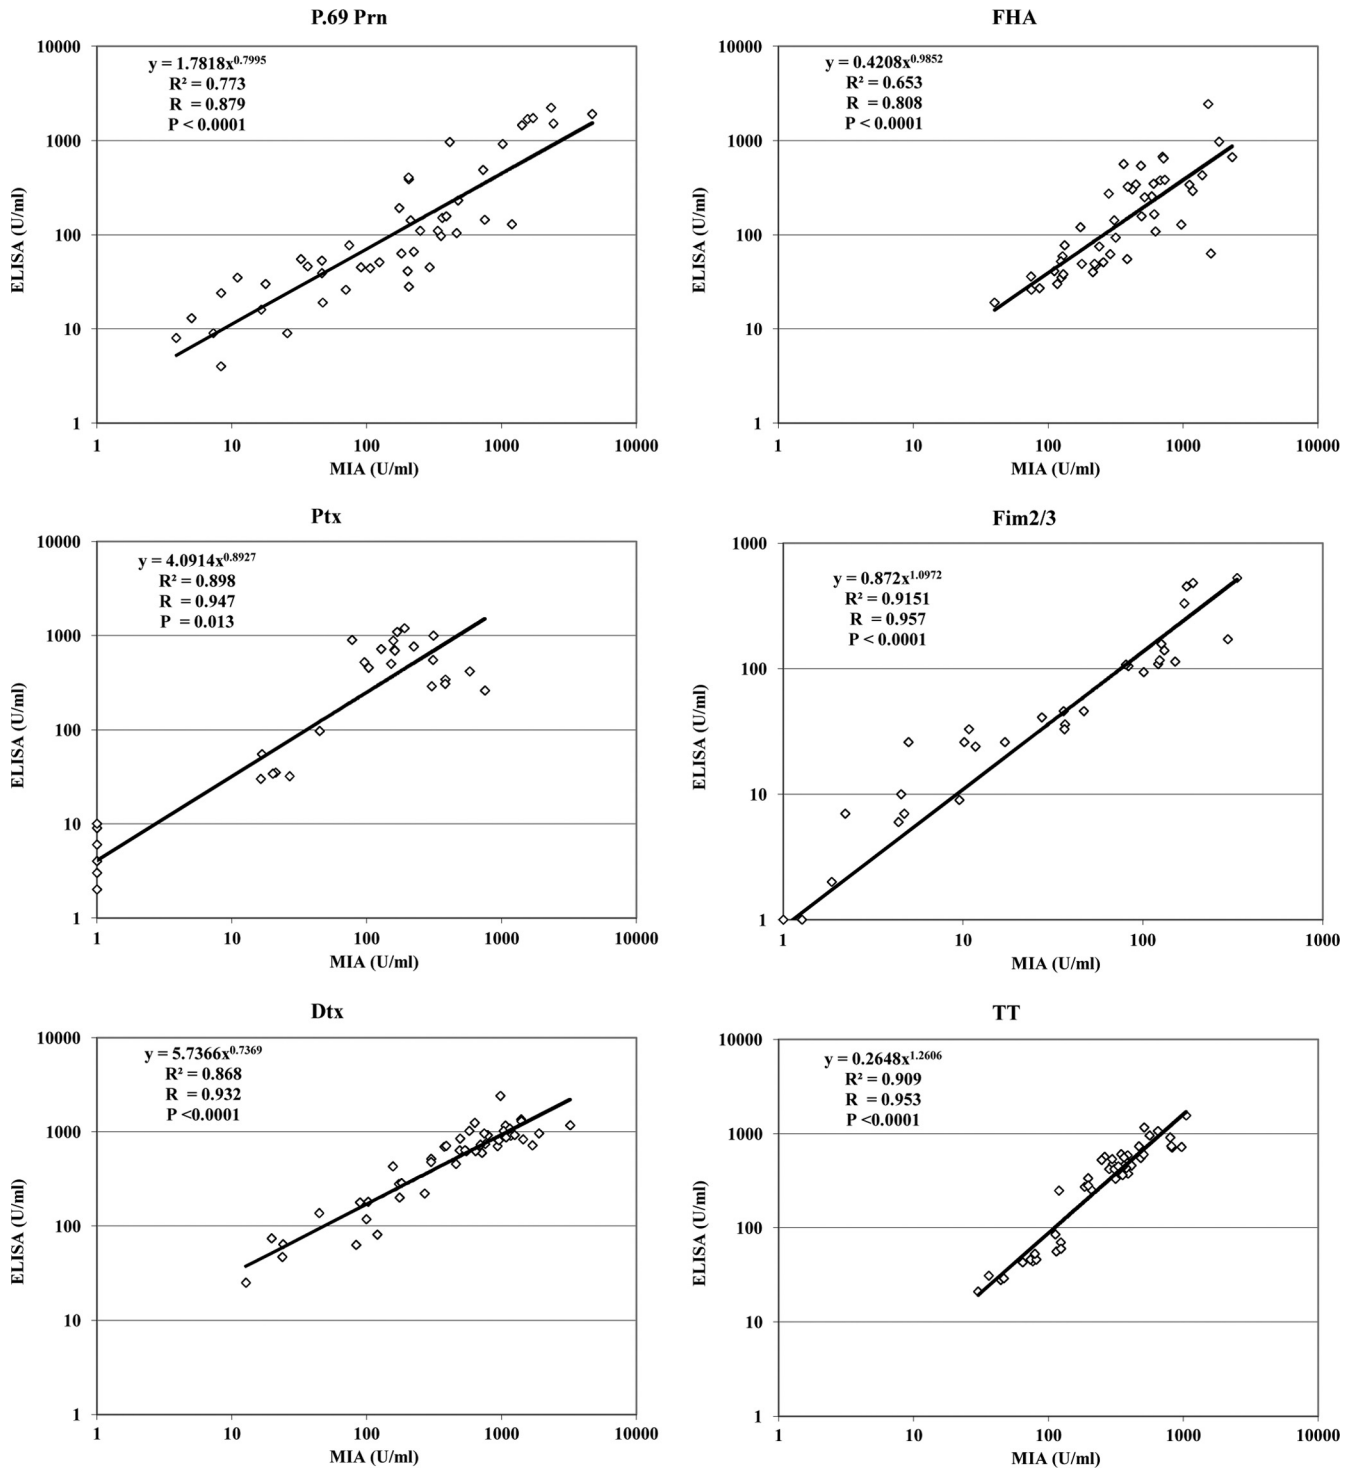 P.69 Prn
y = 1.7818x^0.7995
R² = 0.773
R = 0.879
P < 0.0001
10000
1000
100
10
1
ELISA (U/ml)
1 10 100 1000 10000
MIA (U/ml)
FHA
y = 0.4208x^0.9852
R² = 0.653
R = 0.808
P < 0.0001
10000
1000
100
10
1
ELISA (U/ml)
1 10 100 1000 10000
MIA (U/ml)
Ptx
y = 4.0914x^0.8927
R² = 0.898
R = 0.947
P = 0.013
10000
1000
100
10
1
ELISA (U/ml)
1 10 100 1000 10000
MIA (U/ml)
Fim2/3
y = 0.872x^1.0972
R² = 0.9151
R = 0.957
P < 0.0001
1000
100
10
1
ELISA (U/ml)
1 10 100 1000
MIA (U/ml)
Dtx
y = 5.7366x^0.7369
R² = 0.868
R = 0.932
P <0.0001
10000
1000
100
10
1
ELISA (U/ml)
1 10 100 1000 10000
MIA (U/ml)
TT
y = 0.2648x^1.2606
R² = 0.909
R = 0.953
P <0.0001
10000
1000
100
10
1
ELISA (U/ml)
1 10 100 1000 10000
MIA (U/ml)